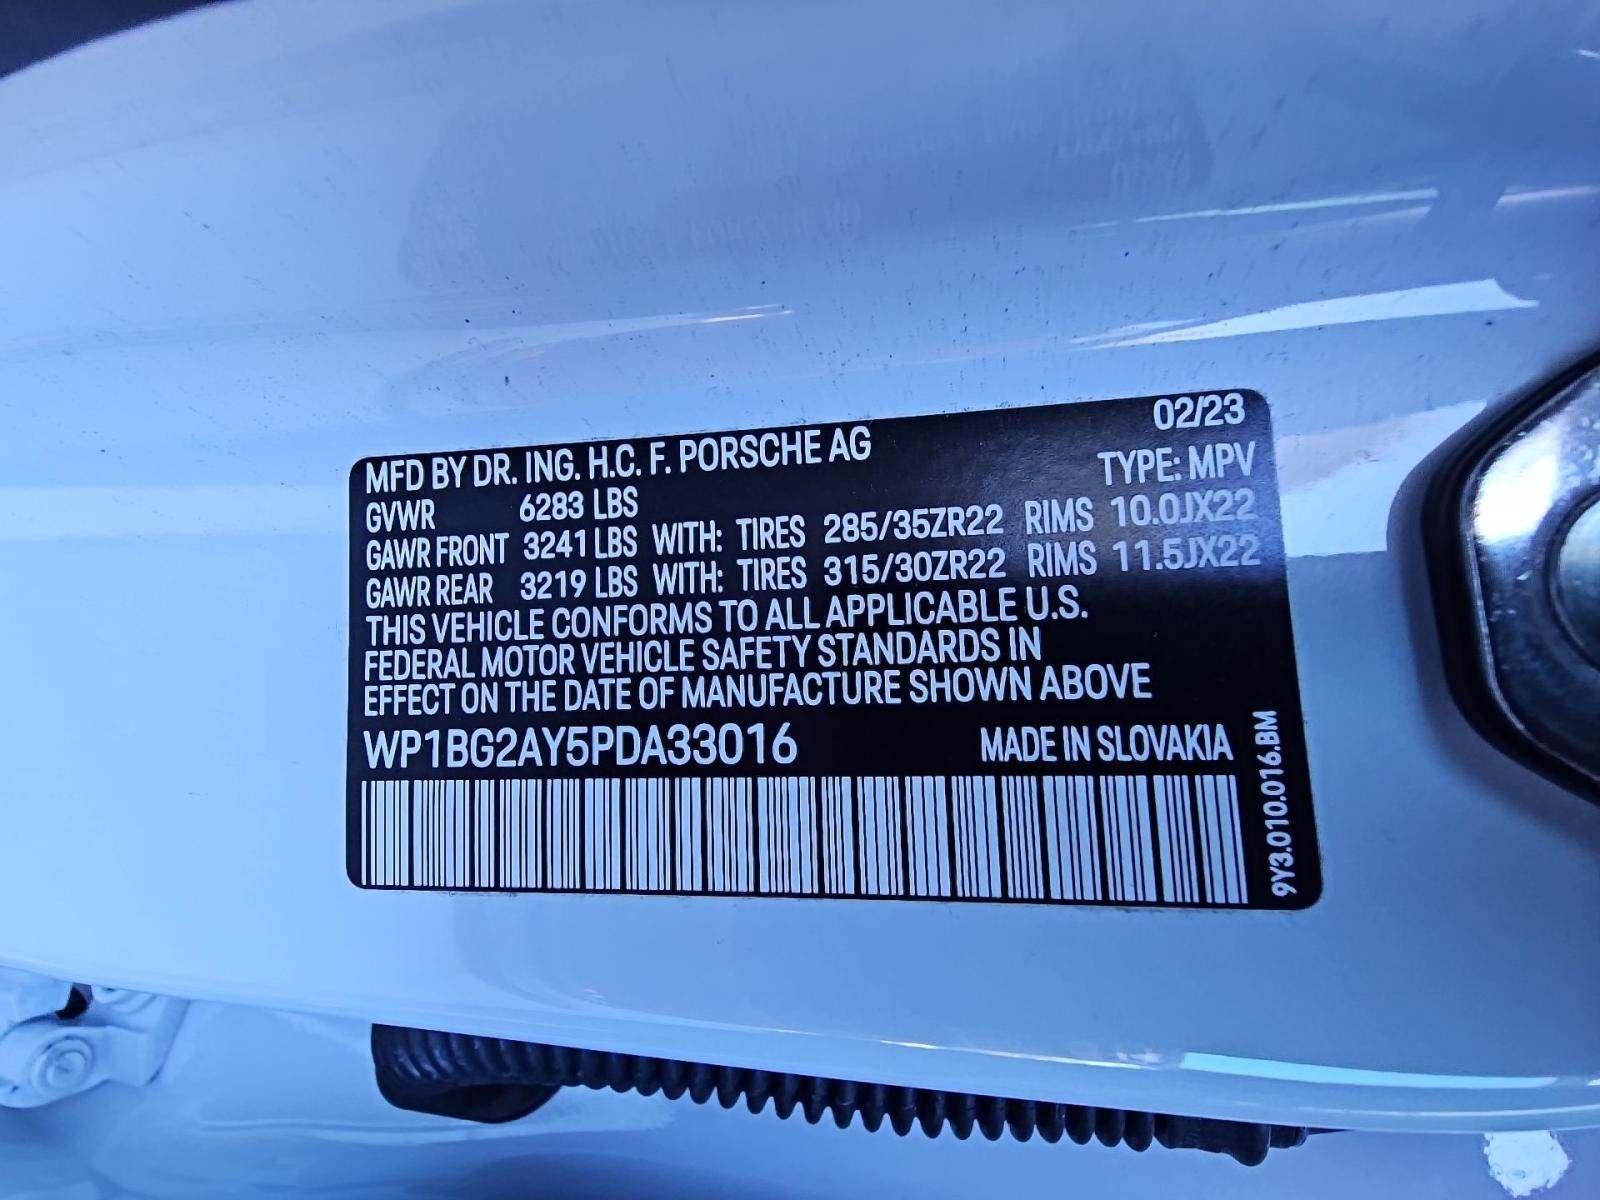 02/23
MFD BY DR. ING. H.C. F. PORSCHE AG
TYPE: MPV
GVWR 6283 LBS
GAWR FRONT 3241 LBS WITH: TIRES 285/35ZR22 RIMS 10.0JX22
GAWR REAR 3219 LBS WITH: TIRES 315/30ZR22 RIMS 11.5JX22
THIS VEHICLE CONFORMS TO ALL APPLICABLE U.S.
FEDERAL MOTOR VEHICLE SAFETY STANDARDS IN
EFFECT ON THE DATE OF MANUFACTURE SHOWN ABOVE
WP1BG2AY5PDA33016 MADE IN SLOVAKIA
9Y3.010.016.BM